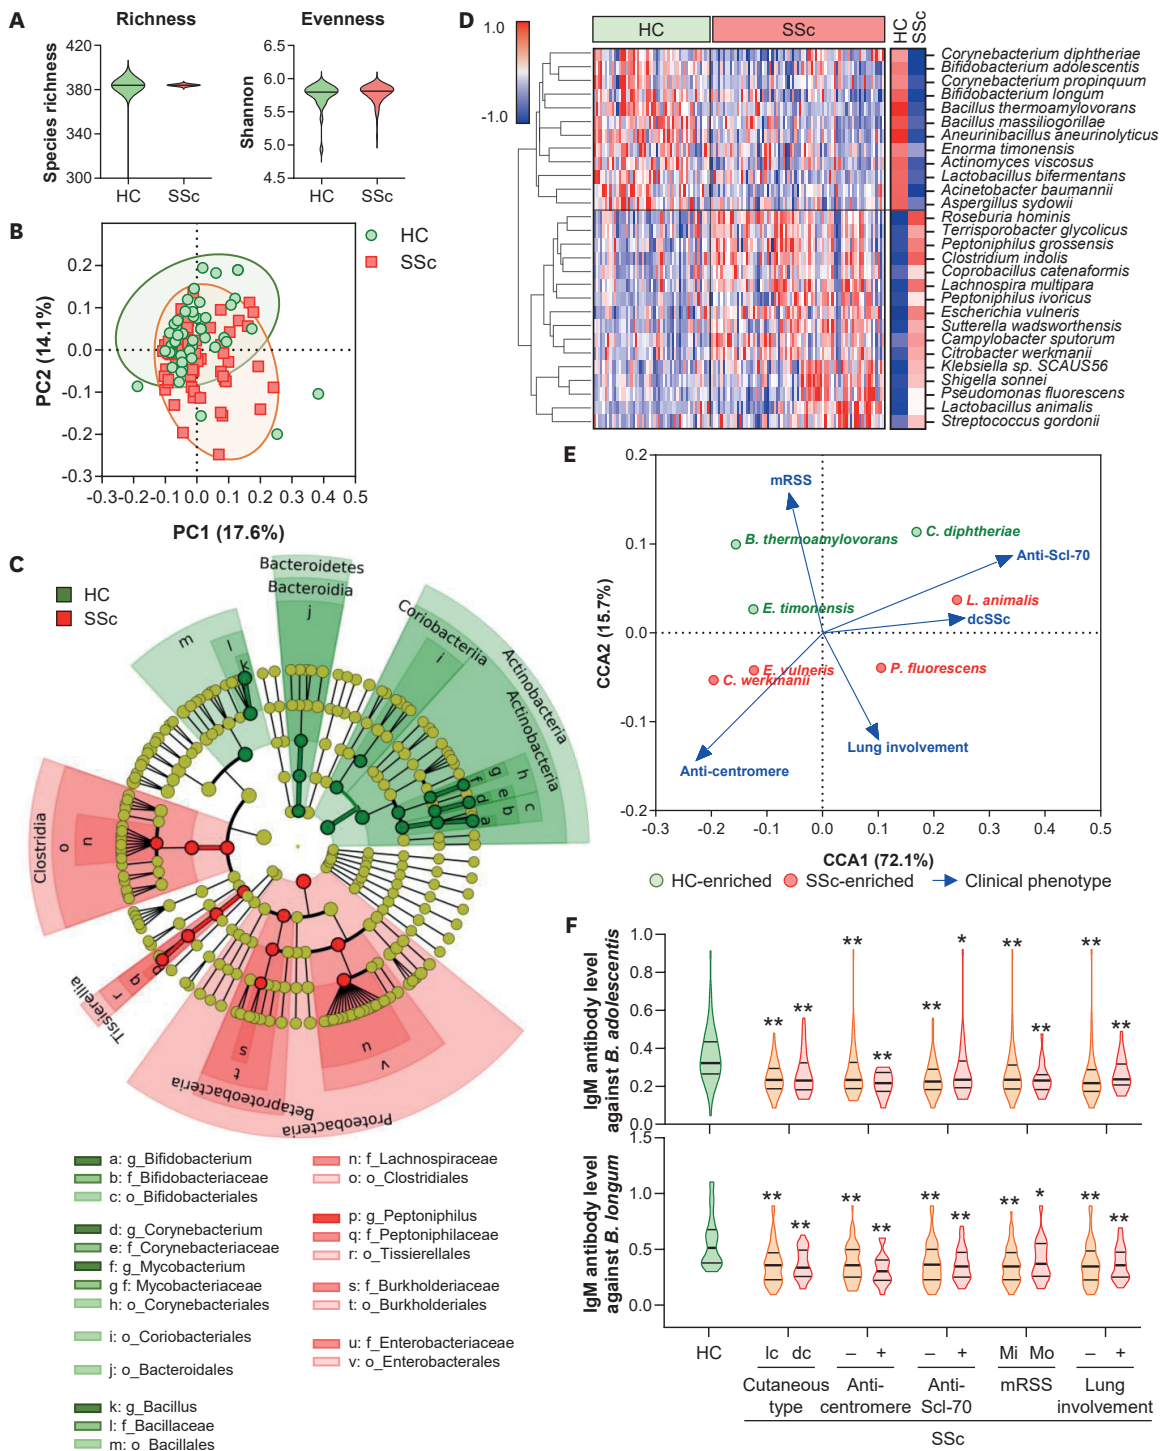 A
Richness
Evenness
Species richness
420
380
340
300
HC
SSc
Shannon
6.5
6.0
5.5
5.0
4.5
HC
SSc
B
HC
SSc
PC2 (14.1%)
0.2
0.1
0.0
-0.1
-0.2
-0.3
-0.3 -0.2 -0.1 0.0 0.1 0.2 0.3 0.4 0.5
PC1 (17.6%)
C
HC
SSc
Bacteroidetes
Bacteroidia
j
Coriobacteriia
i
Actinobacteria
Actinobacteria
m
l
k
h
g
f
e
d
c
b
a
Clostridia
o
n
Tissierellia
r
q
p
s
t
Betaproteobacteria
u
v
Proteobacteria
a: g_Bifidobacterium
b: f_Bifidobacteriaceae
c: o_Bifidobacteriales
d: g_Corynebacterium
e: f_Corynebacteriaceae
f: g_Mycobacterium
g f: Mycobacteriaceae
h: o_Corynebacteriales
i: o_Coriobacteriales
j: o_Bacteroidales
k: g_Bacillus
l: f_Bacillaceae
m: o_Bacillales
n: f_Lachnospiraceae
o: o_Clostridiales
p: g_Peptoniphilus
q: f_Peptoniphilaceae
r: o_Tissierellales
s: f_Burkholderiaceae
t: o_Burkholderiales
u: f_Enterobacteriaceae
v: o_Enterobacterales
D
1.0
-1.0
HC
SSc
HC
SSc
Corynebacterium diphtheriae
Bifidobacterium adolescentis
Corynebacterium propinquum
Bifidobacterium longum
Bacillus thermoamylovorans
Bacillus massiliogorillae
Aneurinibacillus aneurinolyticus
Enorma timonensis
Actinomyces viscosus
Lactobacillus bifermentans
Acinetobacter baumannii
Aspergillus sydowii
Roseburia hominis
Terrisporobacter glycolicus
Peptoniphilus grossensis
Clostridium indolis
Coprobacillus catenaformis
Lachnospira multipara
Peptoniphilus ivoricus
Escherichia vulneris
Sutterella wadsworthensis
Campylobacter sputorum
Citrobacter werkmanii
Klebsiella sp. SCAUS56
Shigella sonnei
Pseudomonas fluorescens
Lactobacillus animalis
Streptococcus gordonii
E
CCA2 (15.7%)
0.2
0.1
0.0
-0.1
-0.2
mRSS
B. thermoamylovorans
C. diphtheriae
Anti-Scl-70
E. timonensis
L. animalis
dcSSc
E. vulneris
C. werkmanii
P. fluorescens
Lung involvement
Anti-centromere
-0.3 -0.2 -0.1 0.0 0.1 0.2 0.3 0.4 0.5
CCA1 (72.1%)
HC-enriched
SSc-enriched
Clinical phenotype
F
IgM antibody level
against B. adolescentis
1.0
0.8
0.6
0.4
0.2
0.0
** ** ** ** ** * ** ** ** **
IgM antibody level
against B. longum
1.5
1.0
0.5
0.0
** ** ** ** ** ** ** * ** **
HC
lc dc – + – + Mi Mo – +
Cutaneous type
Anti-centromere
Anti-Scl-70
mRSS
Lung involvement
SSc